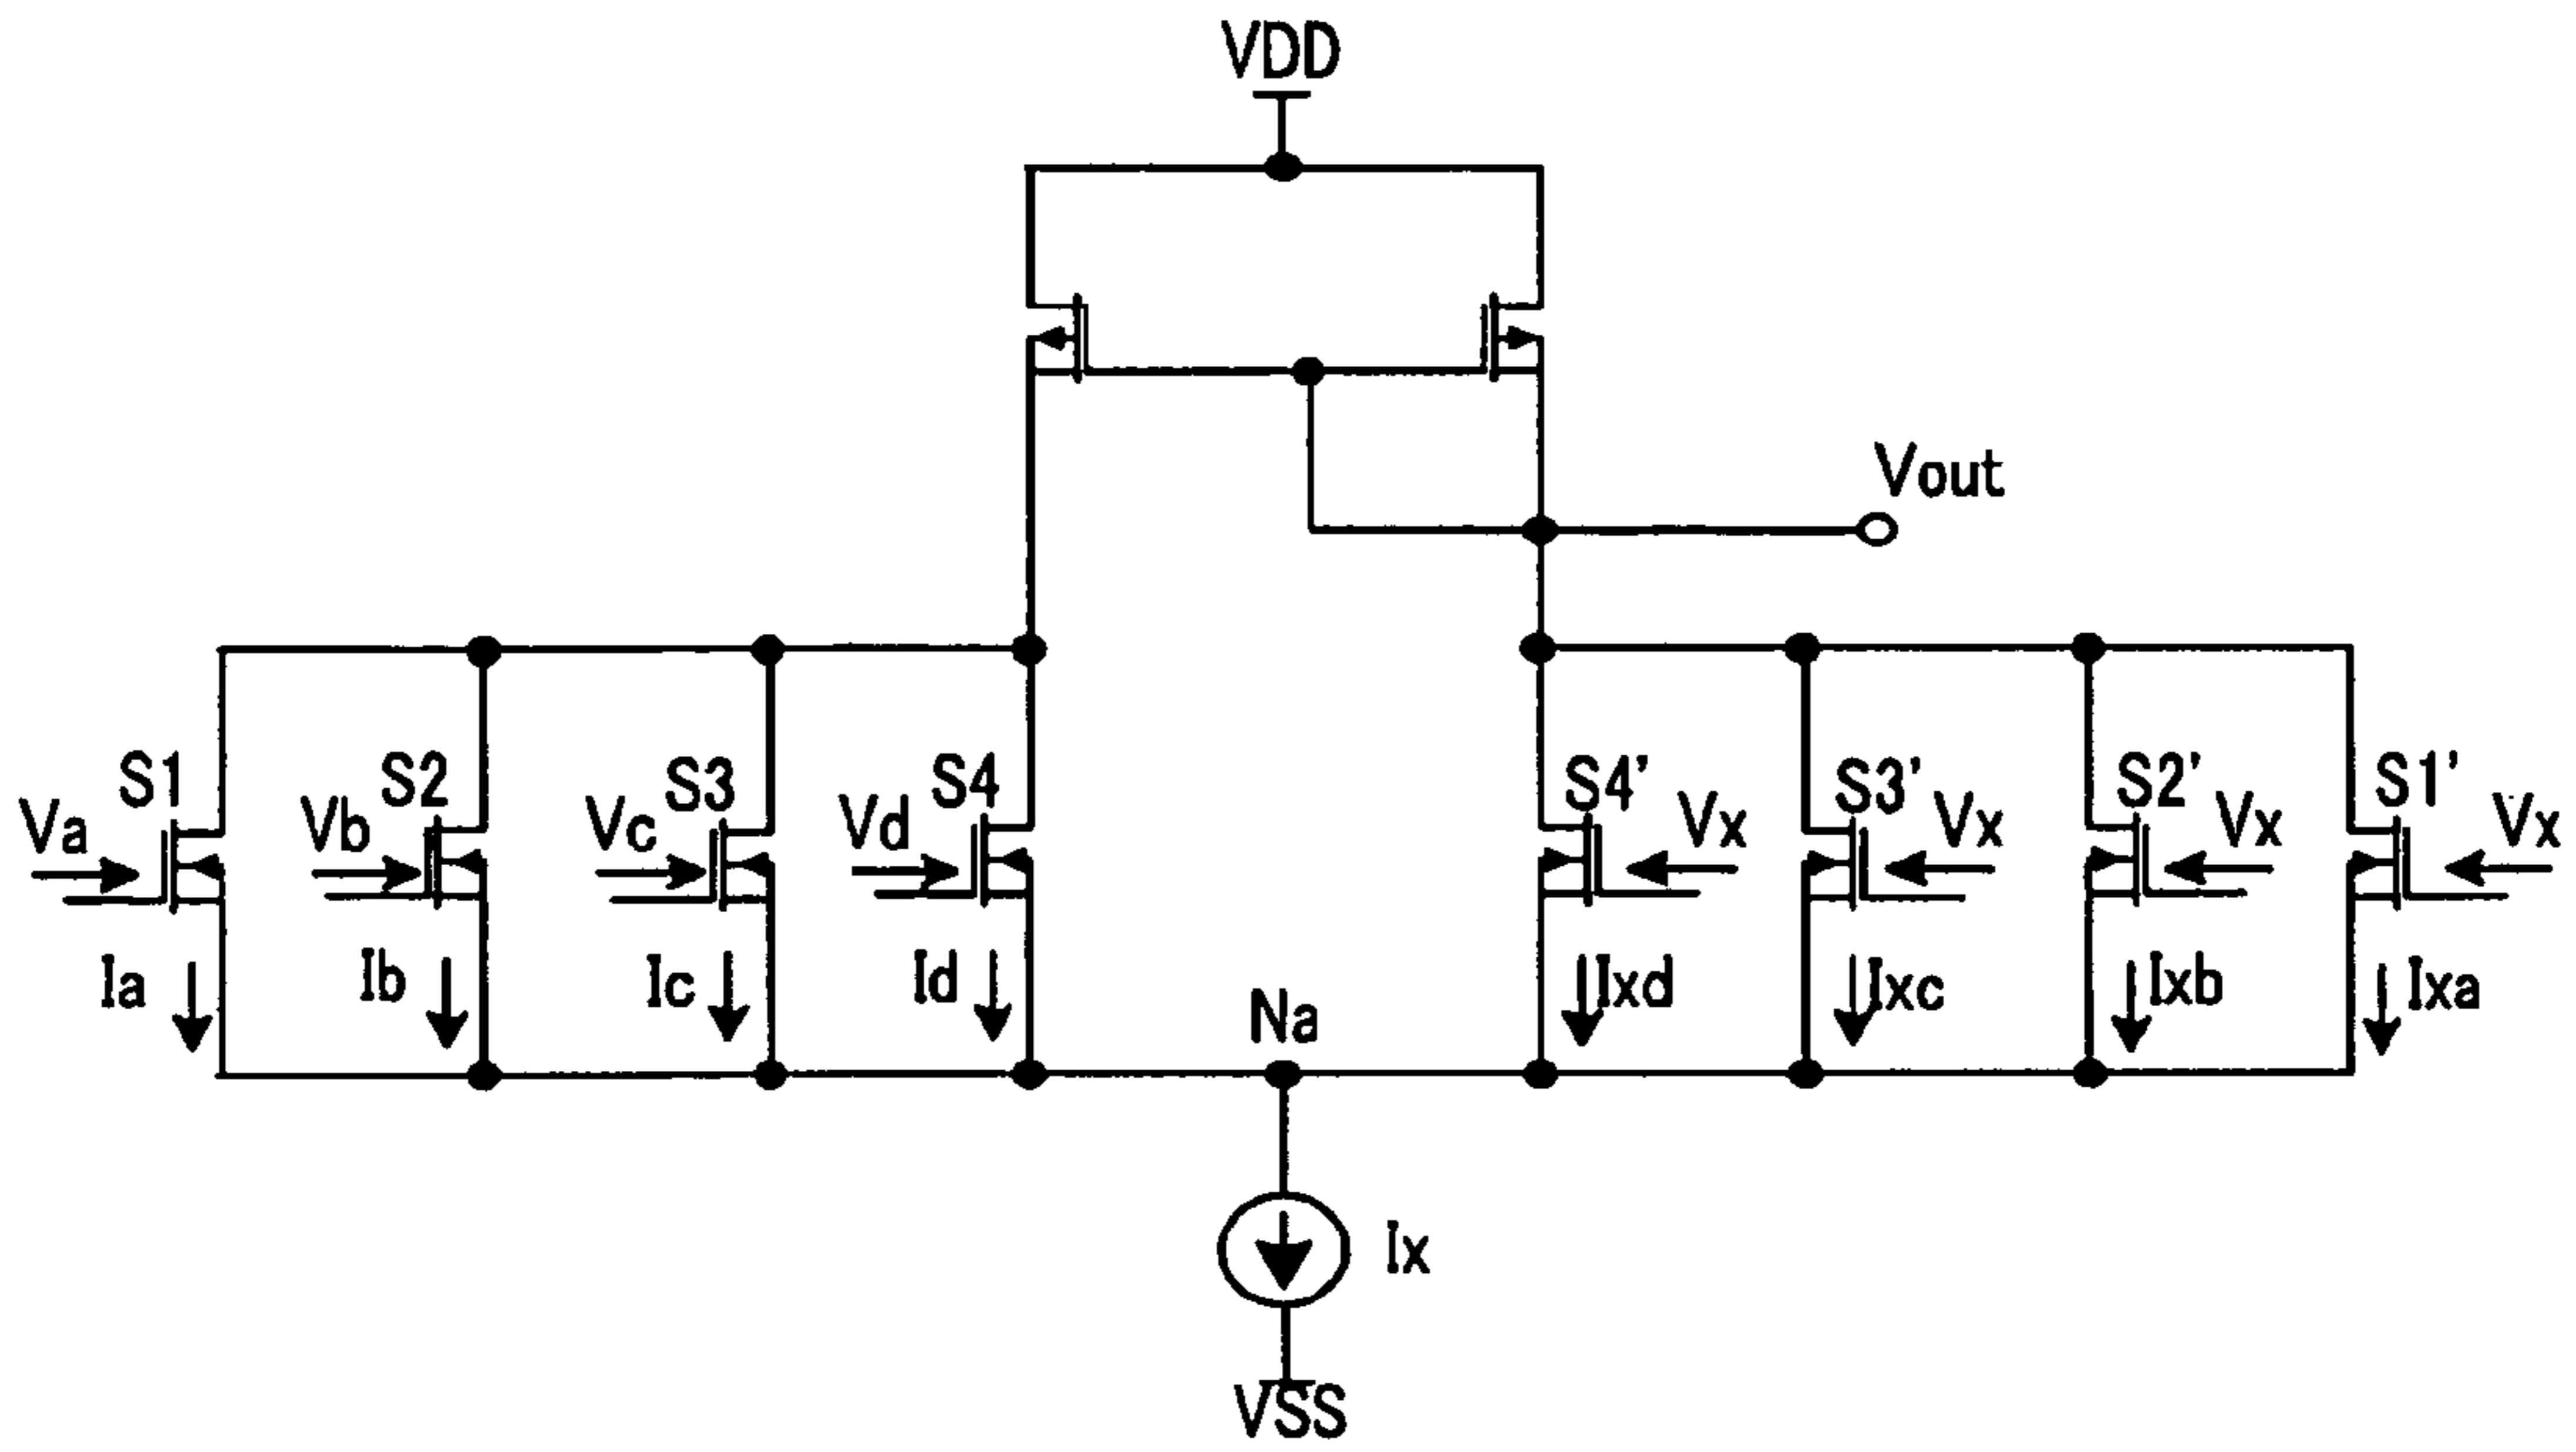 VDD
Vout
S1
S2
S3
S4
S4'
S3'
S2'
S1'
Va
Vb
Vc
Vd
Vx
Vx
Vx
Vx
Ia
Ib
Ic
Id
Na
Ixd
Ixc
Ixb
Ixa
Ix
VSS